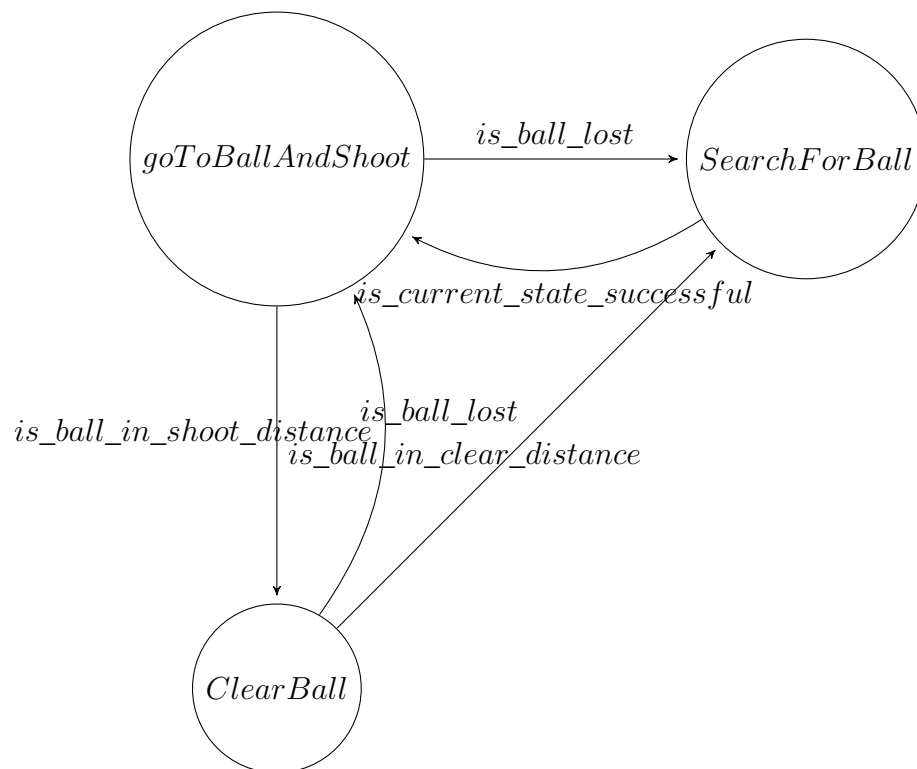 is_ball_lost
goToBallAndShoot
SearchForBall
is_current_state_successful
is_ball_lost
is_ball_in_shoot_distance
is_ball_in_clear_distance
ClearBall